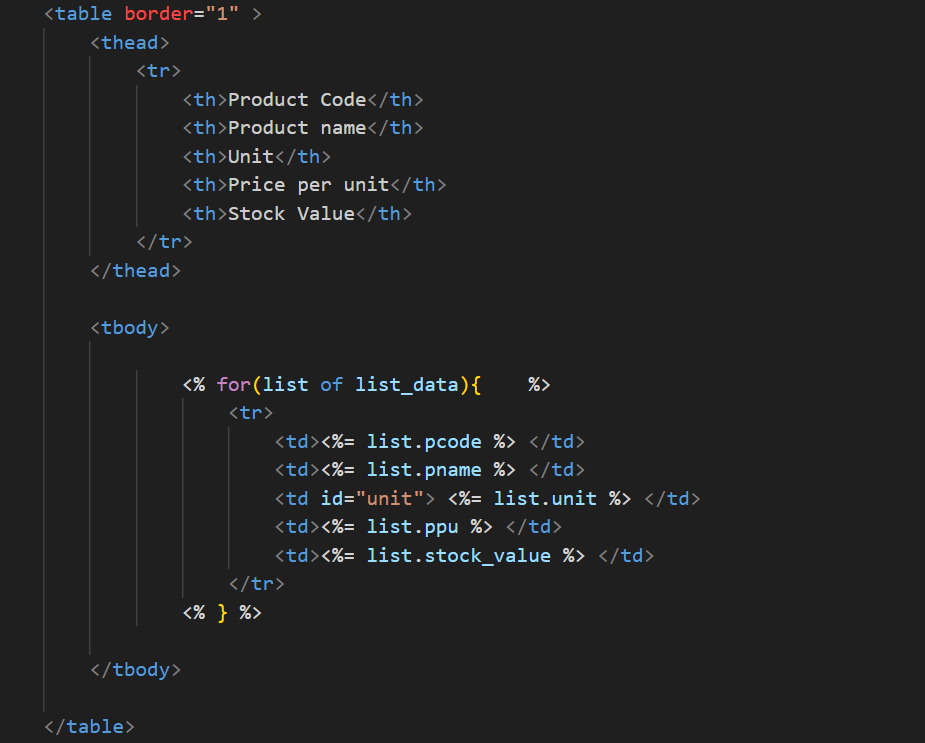 <table border="1" >
<thead>
<tr>
<th>Product Code</th>
<th>Product name</th>
<th>Unit</th>
<th>Price per unit</th>
<th>Stock Value</th>
</tr>
</thead>
<tbody>
<% for(list of list_data){    %>
<tr>
<td><%= list.pcode %> </td>
<td><%= list.pname %> </td>
<td id="unit"> <%= list.unit %> </td>
<td><%= list.ppu %> </td>
<td><%= list.stock_value %> </td>
</tr>
<% } %>
</tbody>
</table>